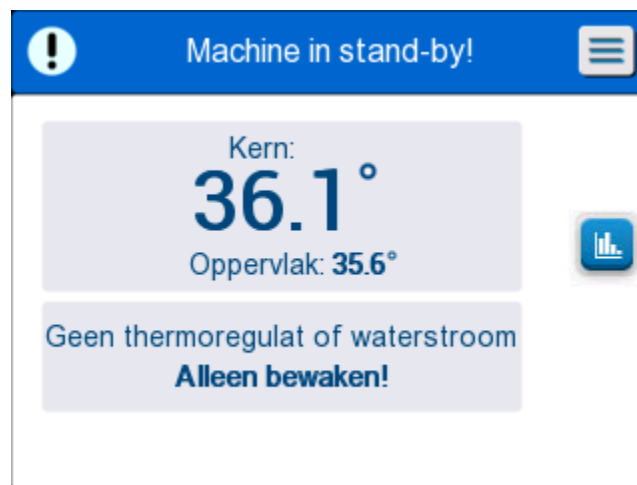 Machine in stand-by!
Kern:
36.1°
Oppervlak: 35.6°
Geen thermoregulat of waterstroom
Alleen bewaken!